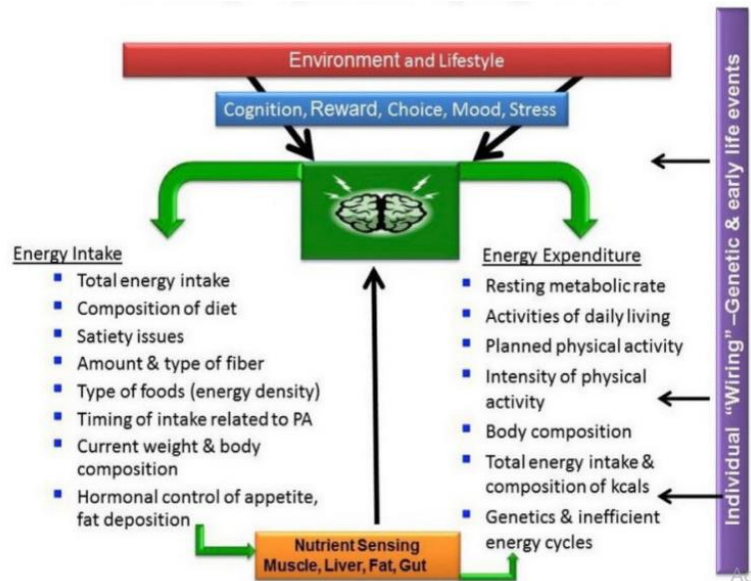 Environment and Lifestyle
Cognition, Reward, Choice, Mood, Stress
Energy Intake
Total energy intake
Composition of diet
Satiety issues
Amount & type of fiber
Type of foods (energy density)
Timing of intake related to PA
Current weight & body
composition
Hormonal control of appetite,
fat deposition
Energy Expenditure
Resting metabolic rate
Activities of daily living
Planned physical activity
Intensity of physical
activity
Body composition
Total energy intake &
composition of kcals
Genetics & inefficient
energy cycles
Nutrient Sensing
Muscle, Liver, Fat, Gut
Individual "Wiring" –Genetic & early life events